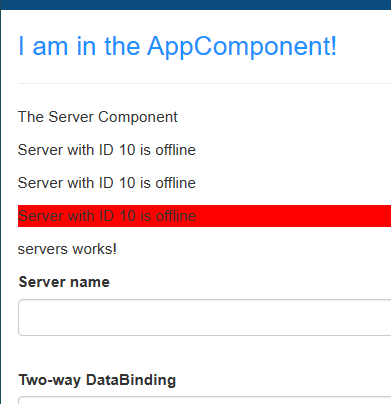 I am in the AppComponent!
The Server Component
Server with ID 10 is offline
Server with ID 10 is offline
Server with ID 10 is offline
servers works!
Server name
Two-way DataBinding